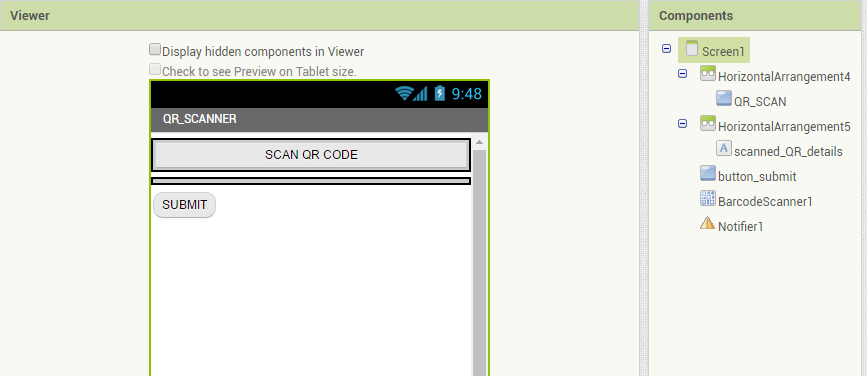 Viewer
Display hidden components in Viewer
Check to see Preview on Tablet size.
9:48
QR_SCANNER
SCAN QR CODE
SUBMIT
Components
Screen1
HorizontalArrangement4
QR_SCAN
HorizontalArrangement5
A scanned_QR_details
button_submit
BarcodeScanner1
Notifier1